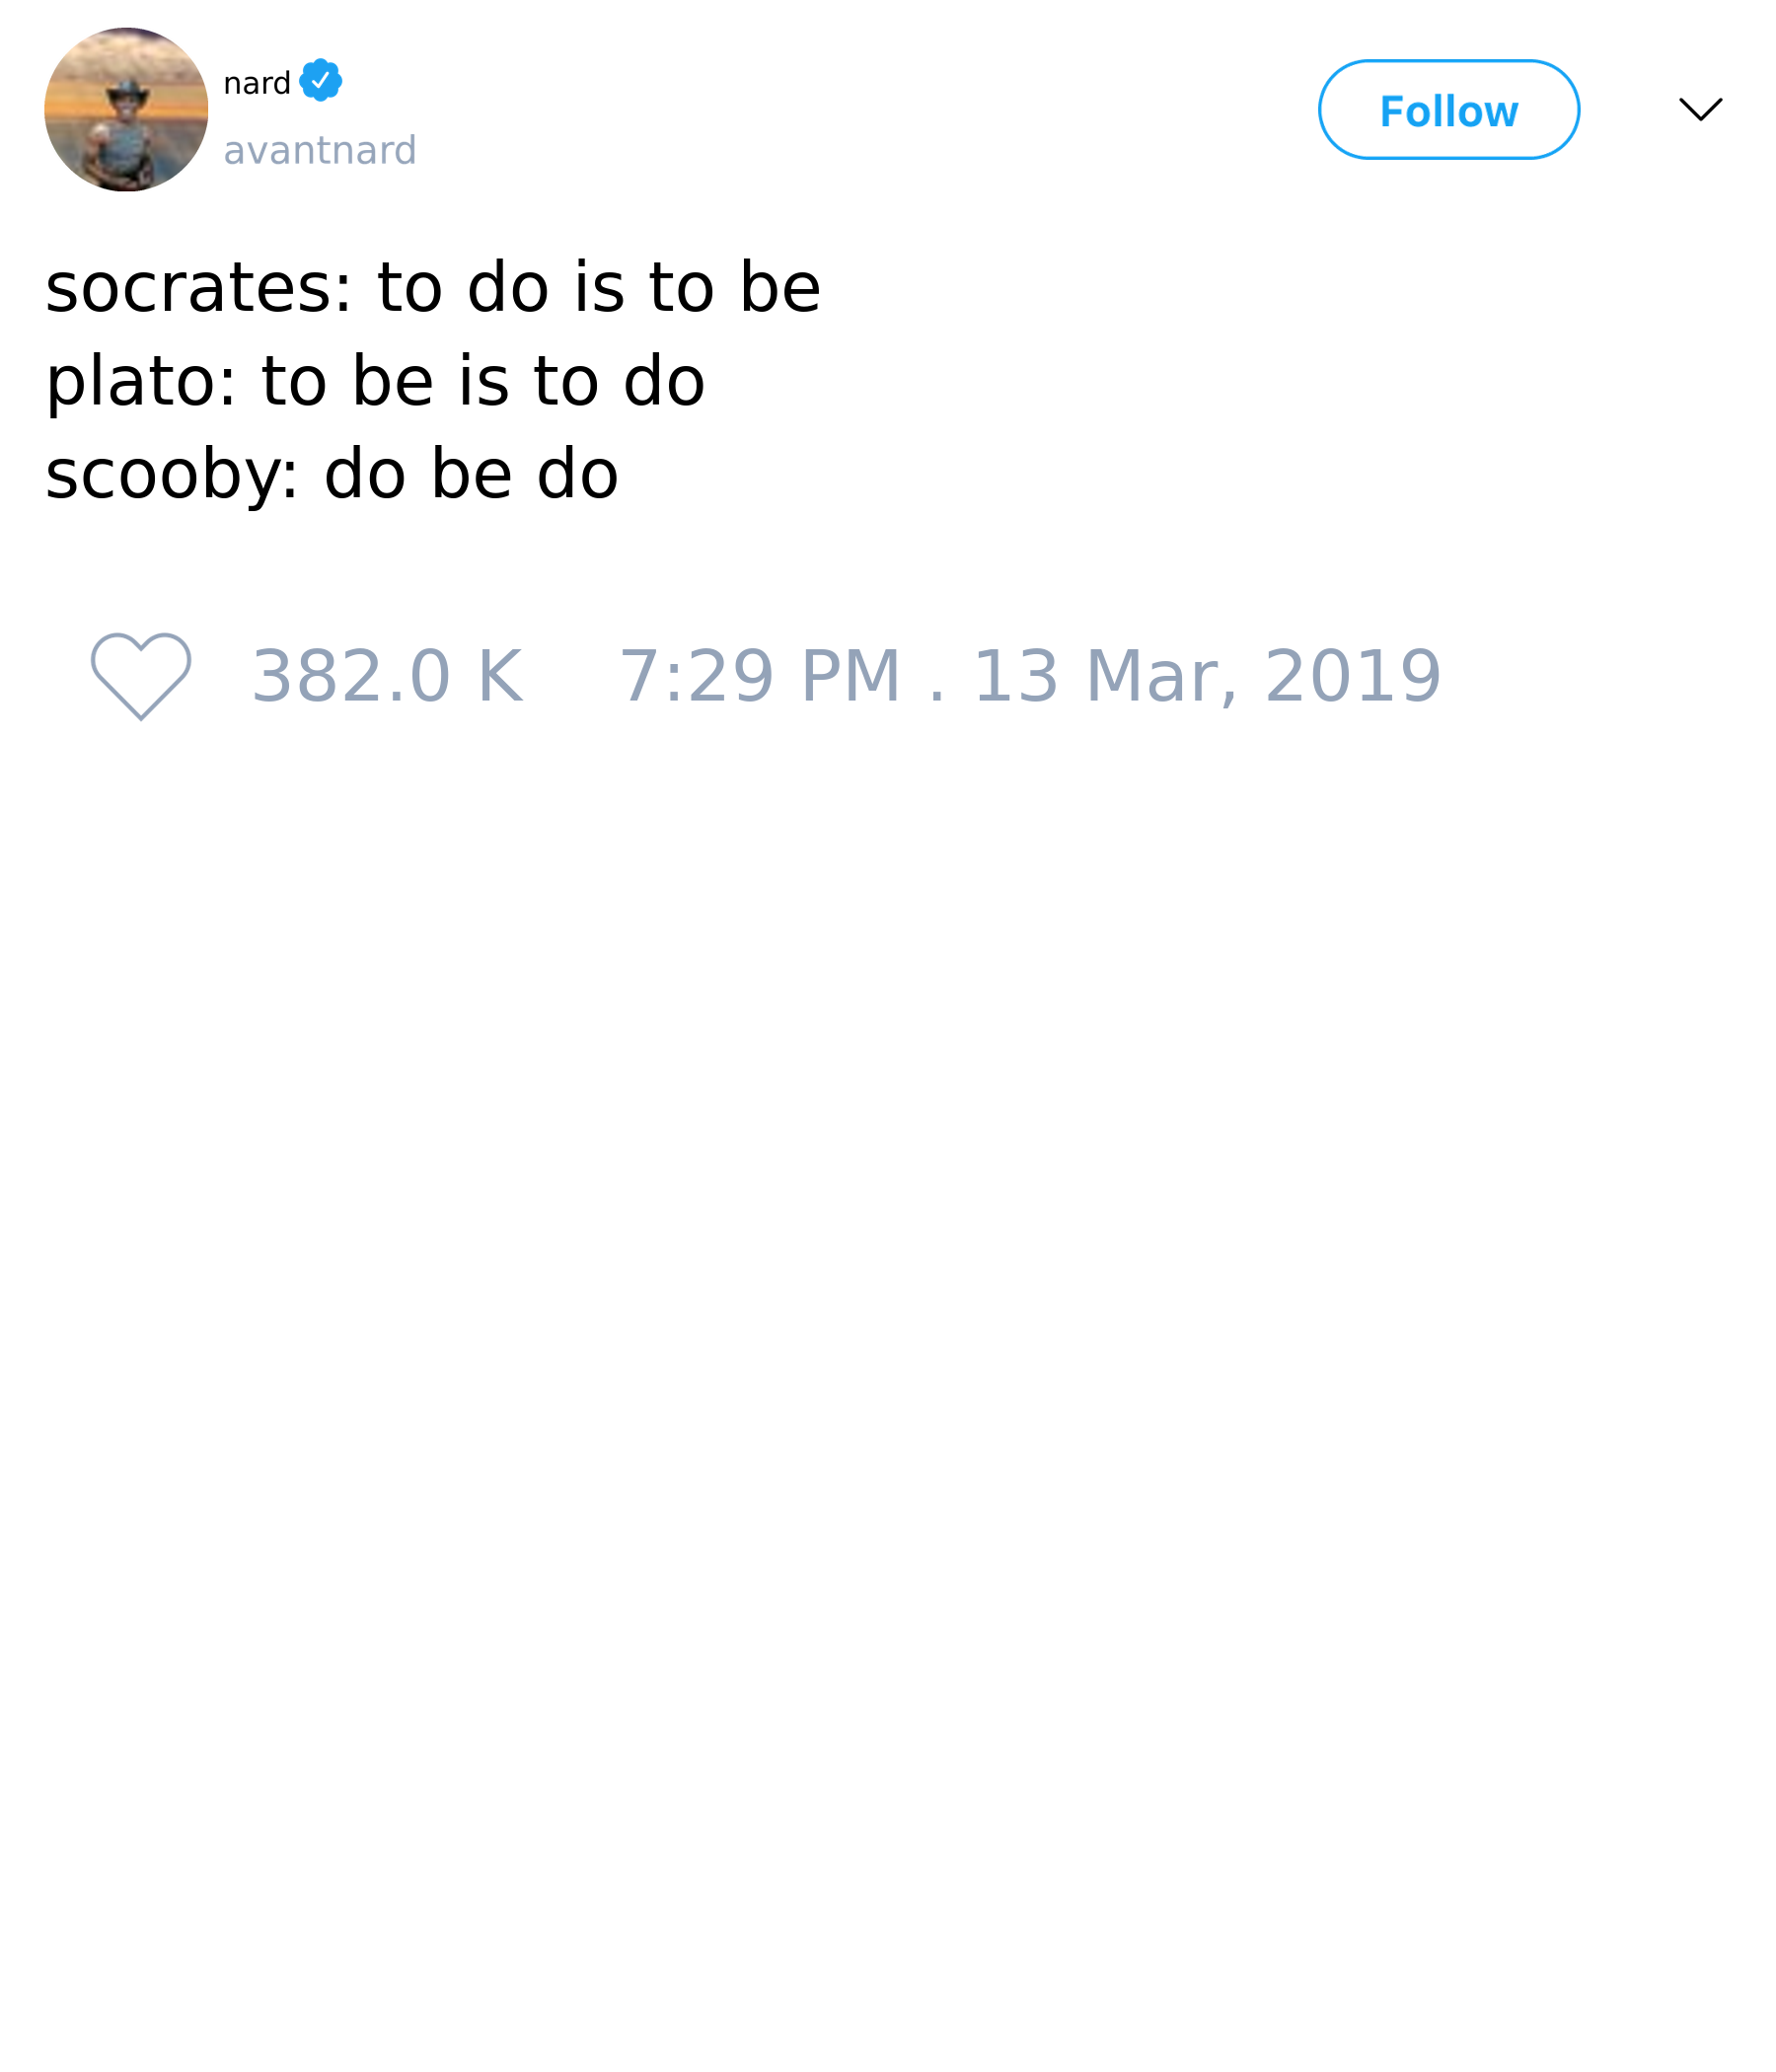 nard
avantnard
Follow
socrates: to do is to be
plato: to be is to do
scooby: do be do
382.0 K 7:29 PM . 13 Mar, 2019